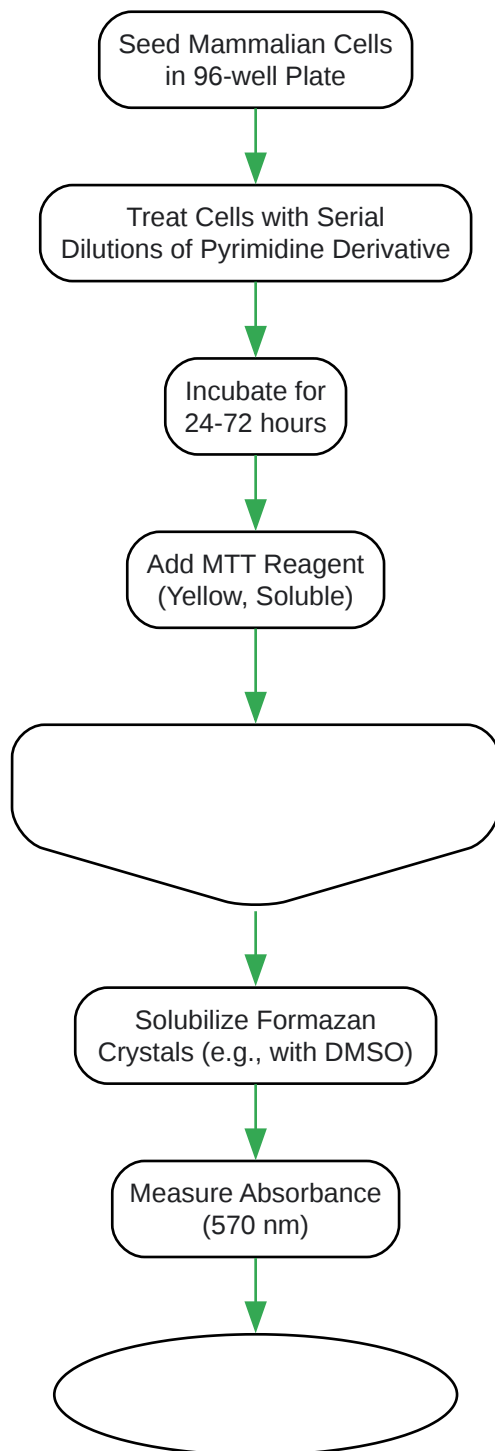 Seed Mammalian Cells
in 96-well Plate
Treat Cells with Serial
Dilutions of Pyrimidine Derivative
Incubate for
24-72 hours
Add MTT Reagent
(Yellow, Soluble)
Solubilize Formazan
Crystals (e.g., with DMSO)
Measure Absorbance
(570 nm)